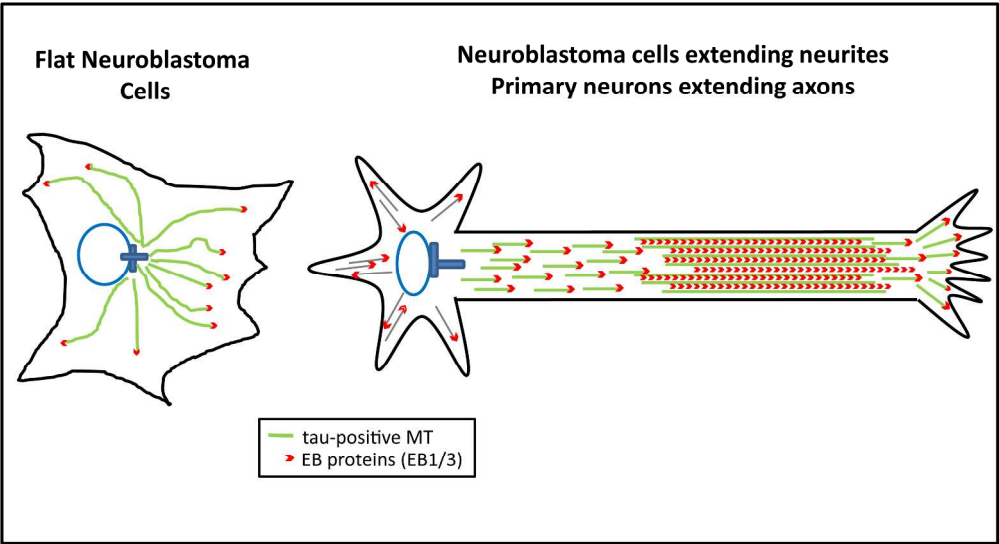 Flat Neuroblastoma
Cells
Neuroblastoma cells extending neurites
Primary neurons extending axons
tau-positive MT
EB proteins (EB1/3)